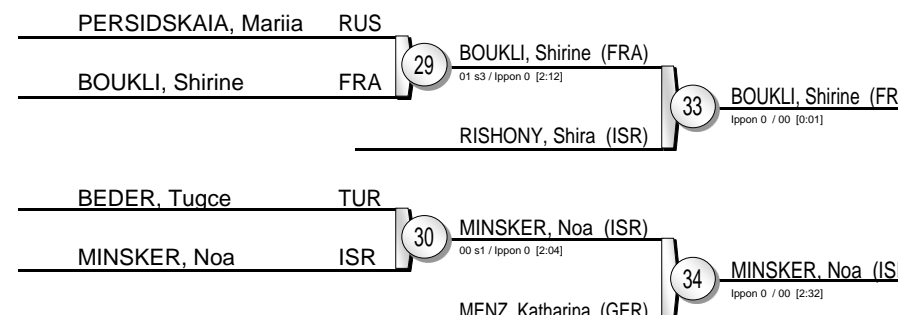 PERSIDSKAIA, Mariia RUS
BOUKLI, Shirine FRA
29
BOUKLI, Shirine (FRA)
01 s3 / Ippon 0 [2:12]
RISHONY, Shira (ISR)
33
BOUKLI, Shirine (FR
Ippon 0 / 00 [0:01]
BEDER, Tugce TUR
MINSKER, Noa ISR
30
MINSKER, Noa (ISR)
00 s1 / Ippon 0 [2:04]
MENZ, Katharina (GER)
34
MINSKER, Noa (IS
Ippon 0 / 00 [2:32]